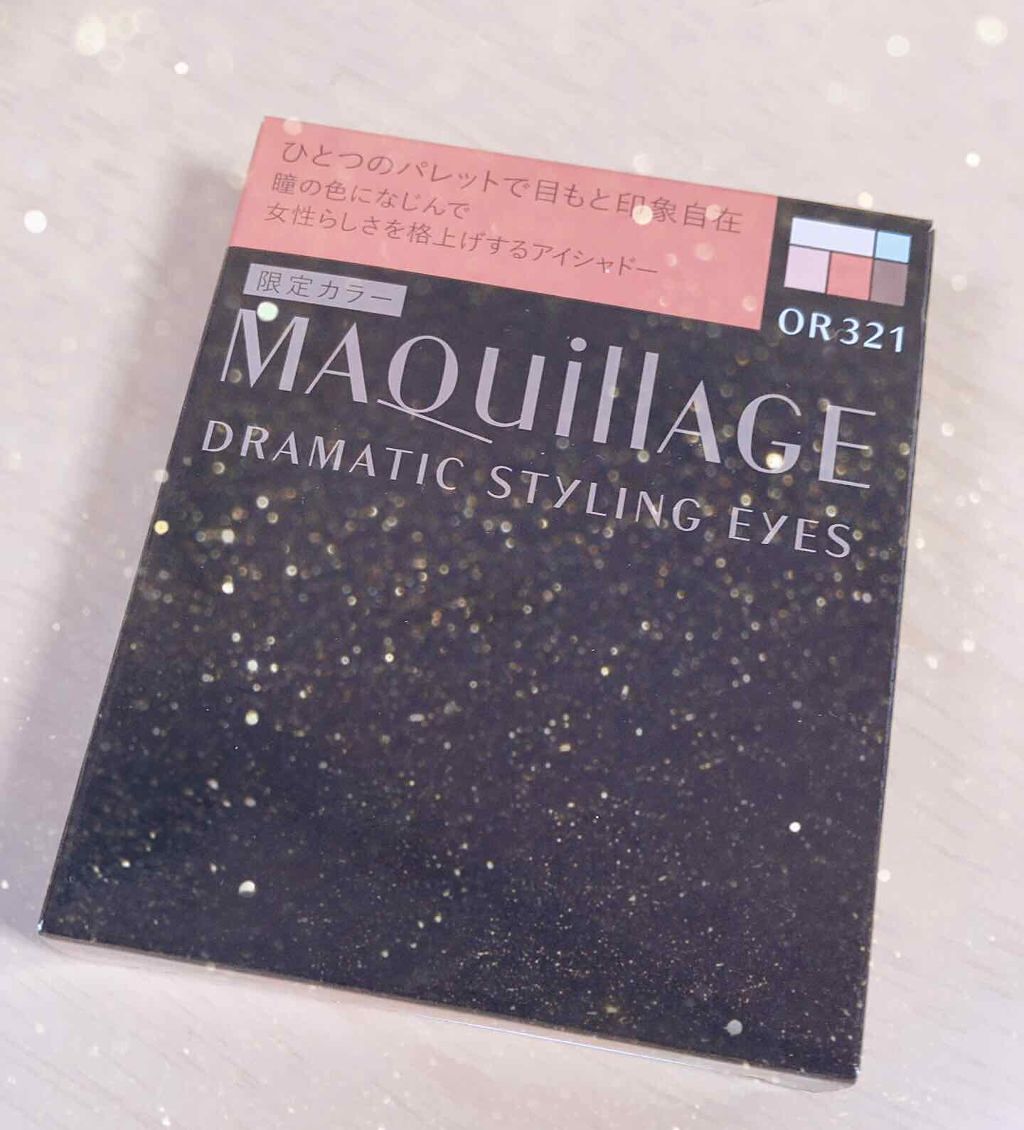 ひとつのパレットで目もと印象自在
瞳の色になじんで
女性らしさを格上げするアイシャドー
OR321
限定カラー
MAQuillAGE
DRAMATIC STYLING EYES